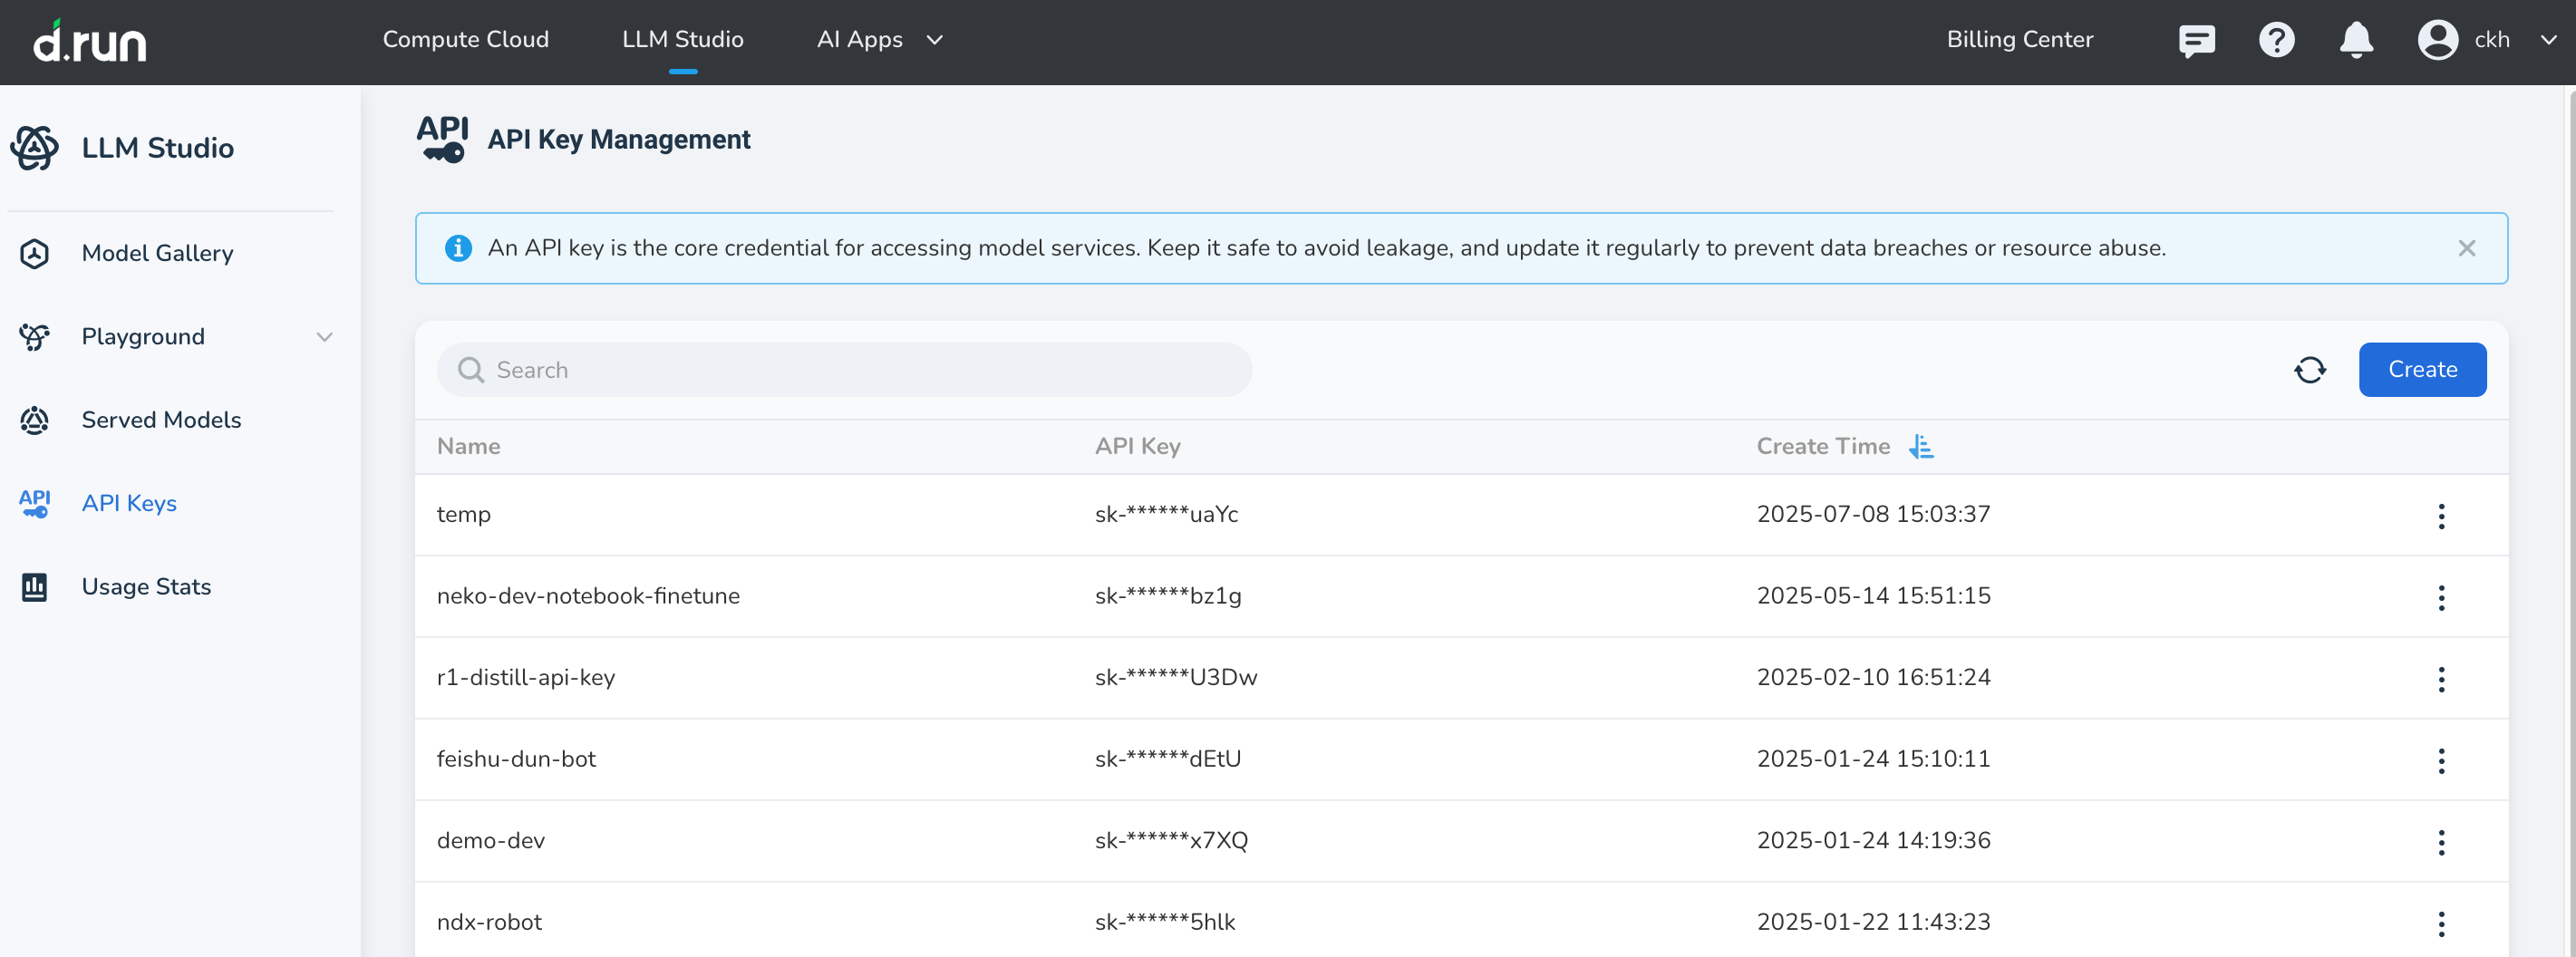 d.run Compute Cloud LLM Studio AI Apps Billing Center ckh
LLM Studio
Model Gallery
Playground
Served Models
API API Keys
Usage Stats
API API Key Management
An API key is the core credential for accessing model services. Keep it safe to avoid leakage, and update it regularly to prevent data breaches or resource abuse.
Search Create
Name API Key Create Time
temp sk-******uaYc 2025-07-08 15:03:37
neko-dev-notebook-finetune sk-******bz1g 2025-05-14 15:51:15
r1-distill-api-key sk-******U3Dw 2025-02-10 16:51:24
feishu-dun-bot sk-******dEtU 2025-01-24 15:10:11
demo-dev sk-******x7XQ 2025-01-24 14:19:36
ndx-robot sk-******5hlk 2025-01-22 11:43:23